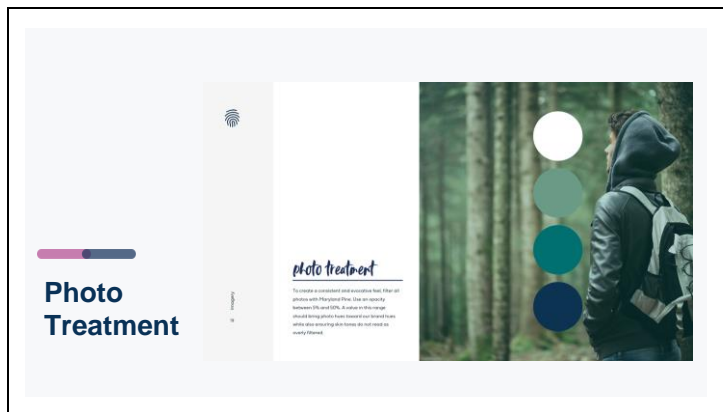 Photo
Treatment
photo treatment
To create a consistent and evocative feel, filter all
photos with Maryland Pine. Use an opacity
between 5% and 50%. A value in this range
should bring photo hues toward our brand hues
while also ensuring skin tones do not read as
overly filtered.